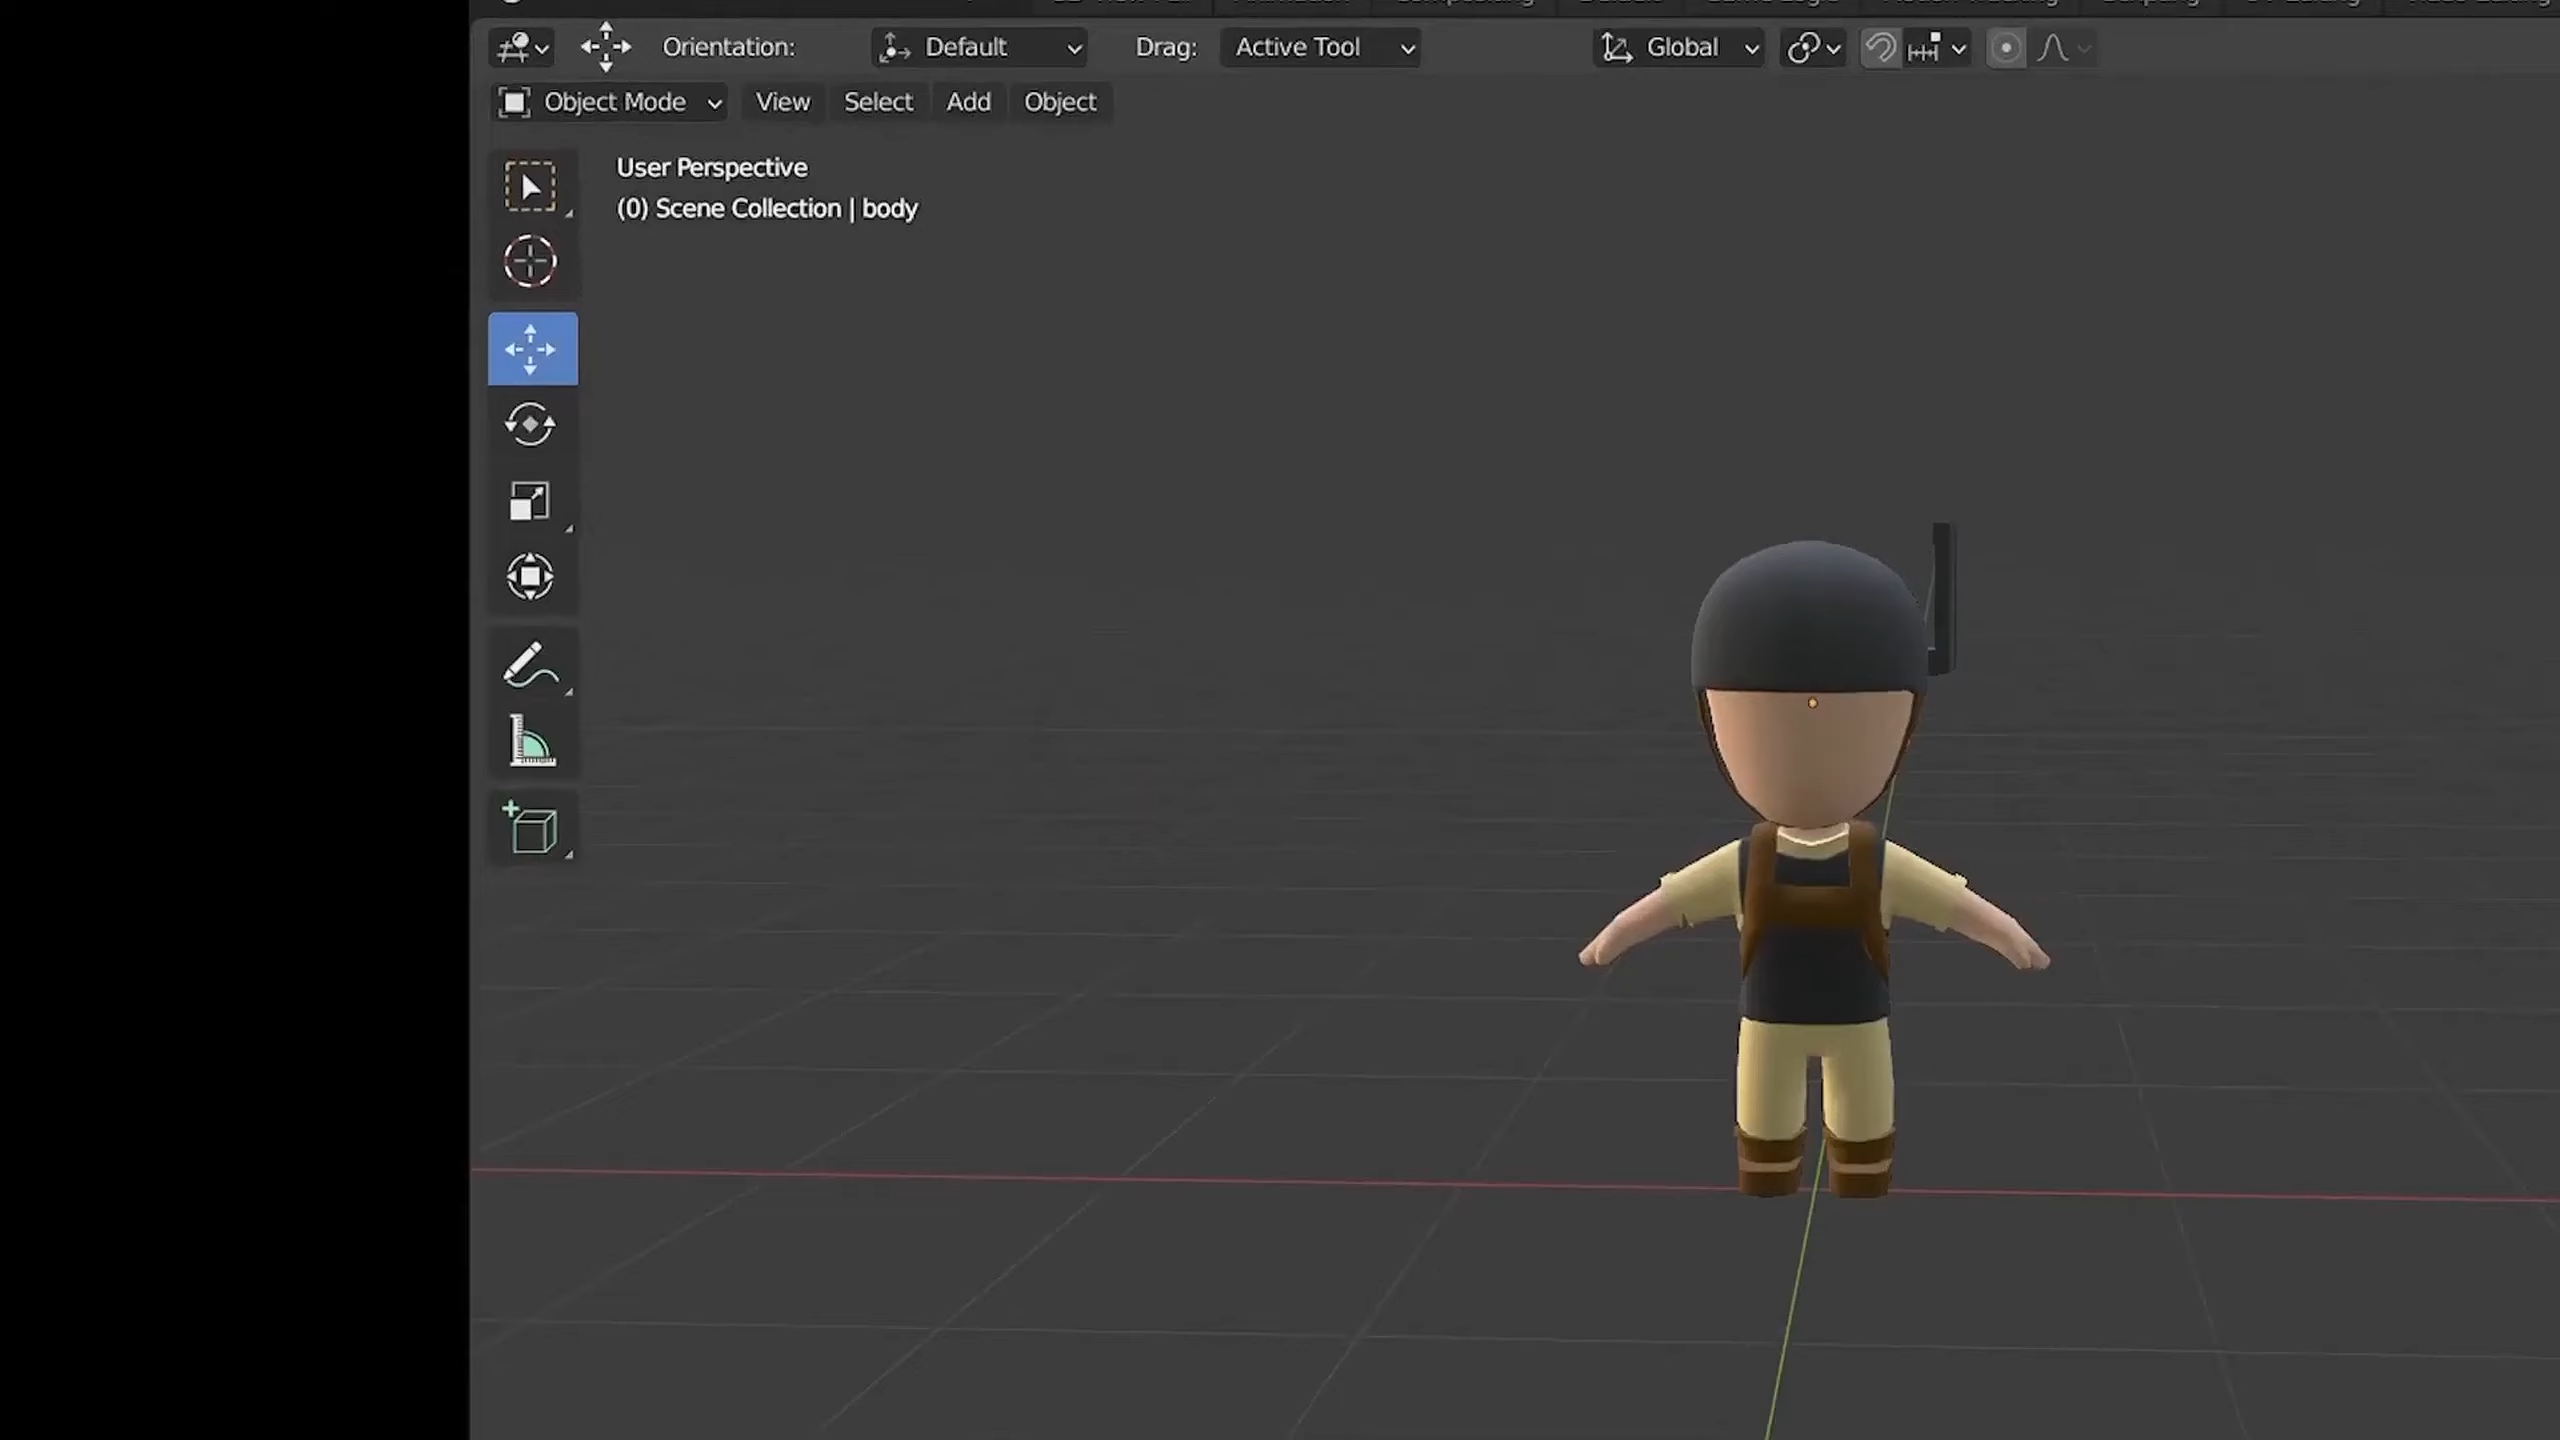 Orientation: Default Drag: Active Tool Global
Object Mode View Select Add Object
User Perspective
(0) Scene Collection | body